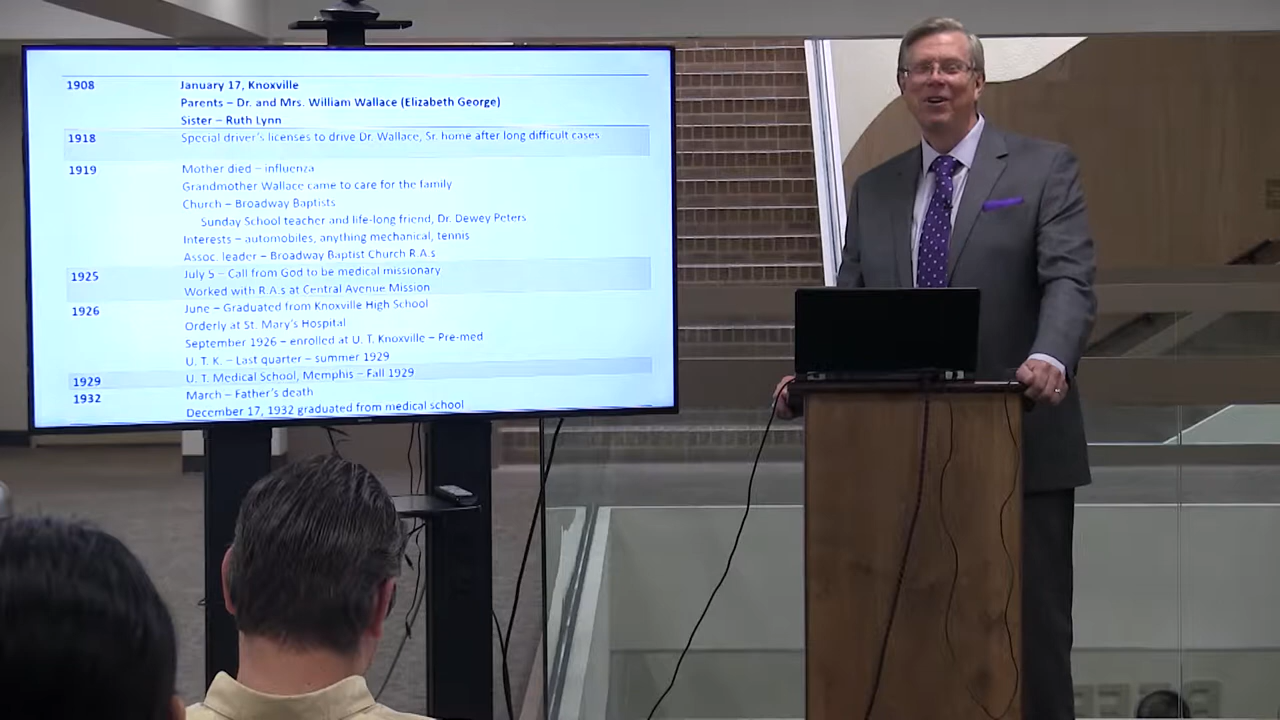 1908 January 17, Knoxville
Parents – Dr. and Mrs. William Wallace (Elizabeth George)
Sister – Ruth Lynn
1918 Special driver's licenses to drive Dr. Wallace, Sr. home after long difficult cases
1919 Mother died – influenza
Grandmother Wallace came to care for the family
Church – Broadway Baptists
Sunday School teacher and life-long friend, Dr. Dewey Peters
Interests – automobiles, anything mechanical, tennis
Assoc. leader – Broadway Baptist Church R.A.s
1925 July 5 – Call from God to be medical missionary
Worked with R.A.s at Central Avenue Mission
1926 June – Graduated from Knoxville High School
Orderly at St. Mary's Hospital
September 1926 – enrolled at U. T. Knoxville – Pre-med
U. T. K. – Last quarter – summer 1929
1929 U. T. Medical School, Memphis – Fall 1929
1932 March – Father's death
December 17, 1932 graduated from medical school